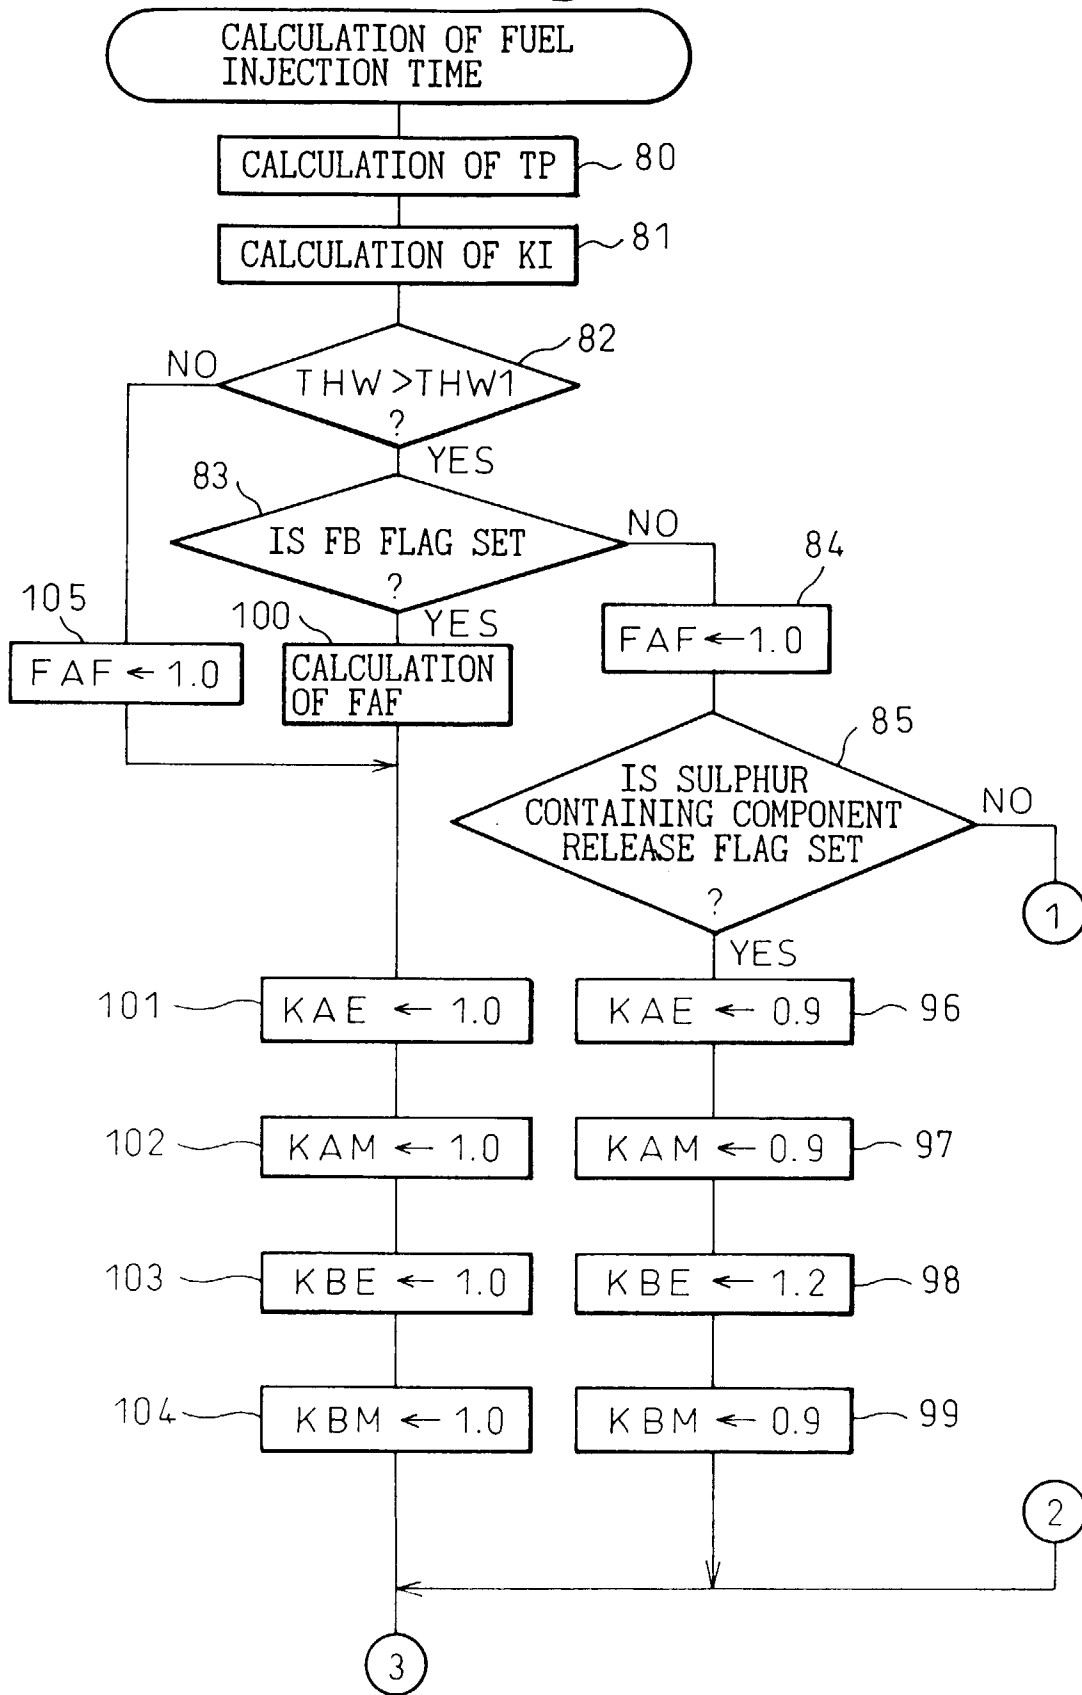 CALCULATION OF FUEL
INJECTION TIME
CALCULATION OF TP
80
CALCULATION OF KI
81
82
NO
THW>THW1
?
YES
83
IS FB FLAG SET
?
NO
84
105
100
YES
FAF ← 1.0
CALCULATION
OF FAF
FAF ← 1.0
85
IS SULPHUR
CONTAINING COMPONENT
RELEASE FLAG SET
?
NO
1
YES
101
KAE ← 1.0
KAE ← 0.9
96
102
KAM ← 1.0
KAM ← 0.9
97
103
KBE ← 1.0
KBE ← 1.2
98
104
KBM ← 1.0
KBM ← 0.9
99
2
3